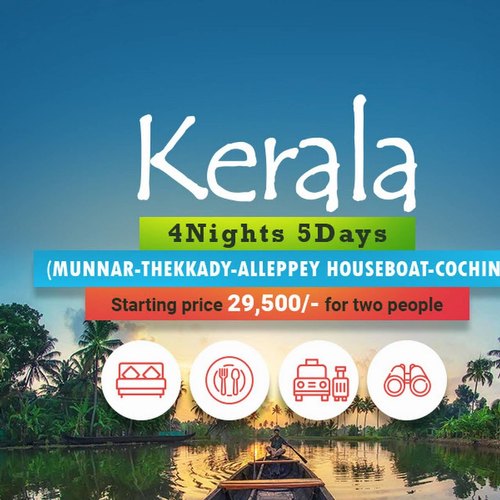 Kerala
4Nights 5Days
(MUNNAR-THEKKADY-ALLEPPEY HOUSEBOAT-COCHIN
Starting price 29,500/- for two people